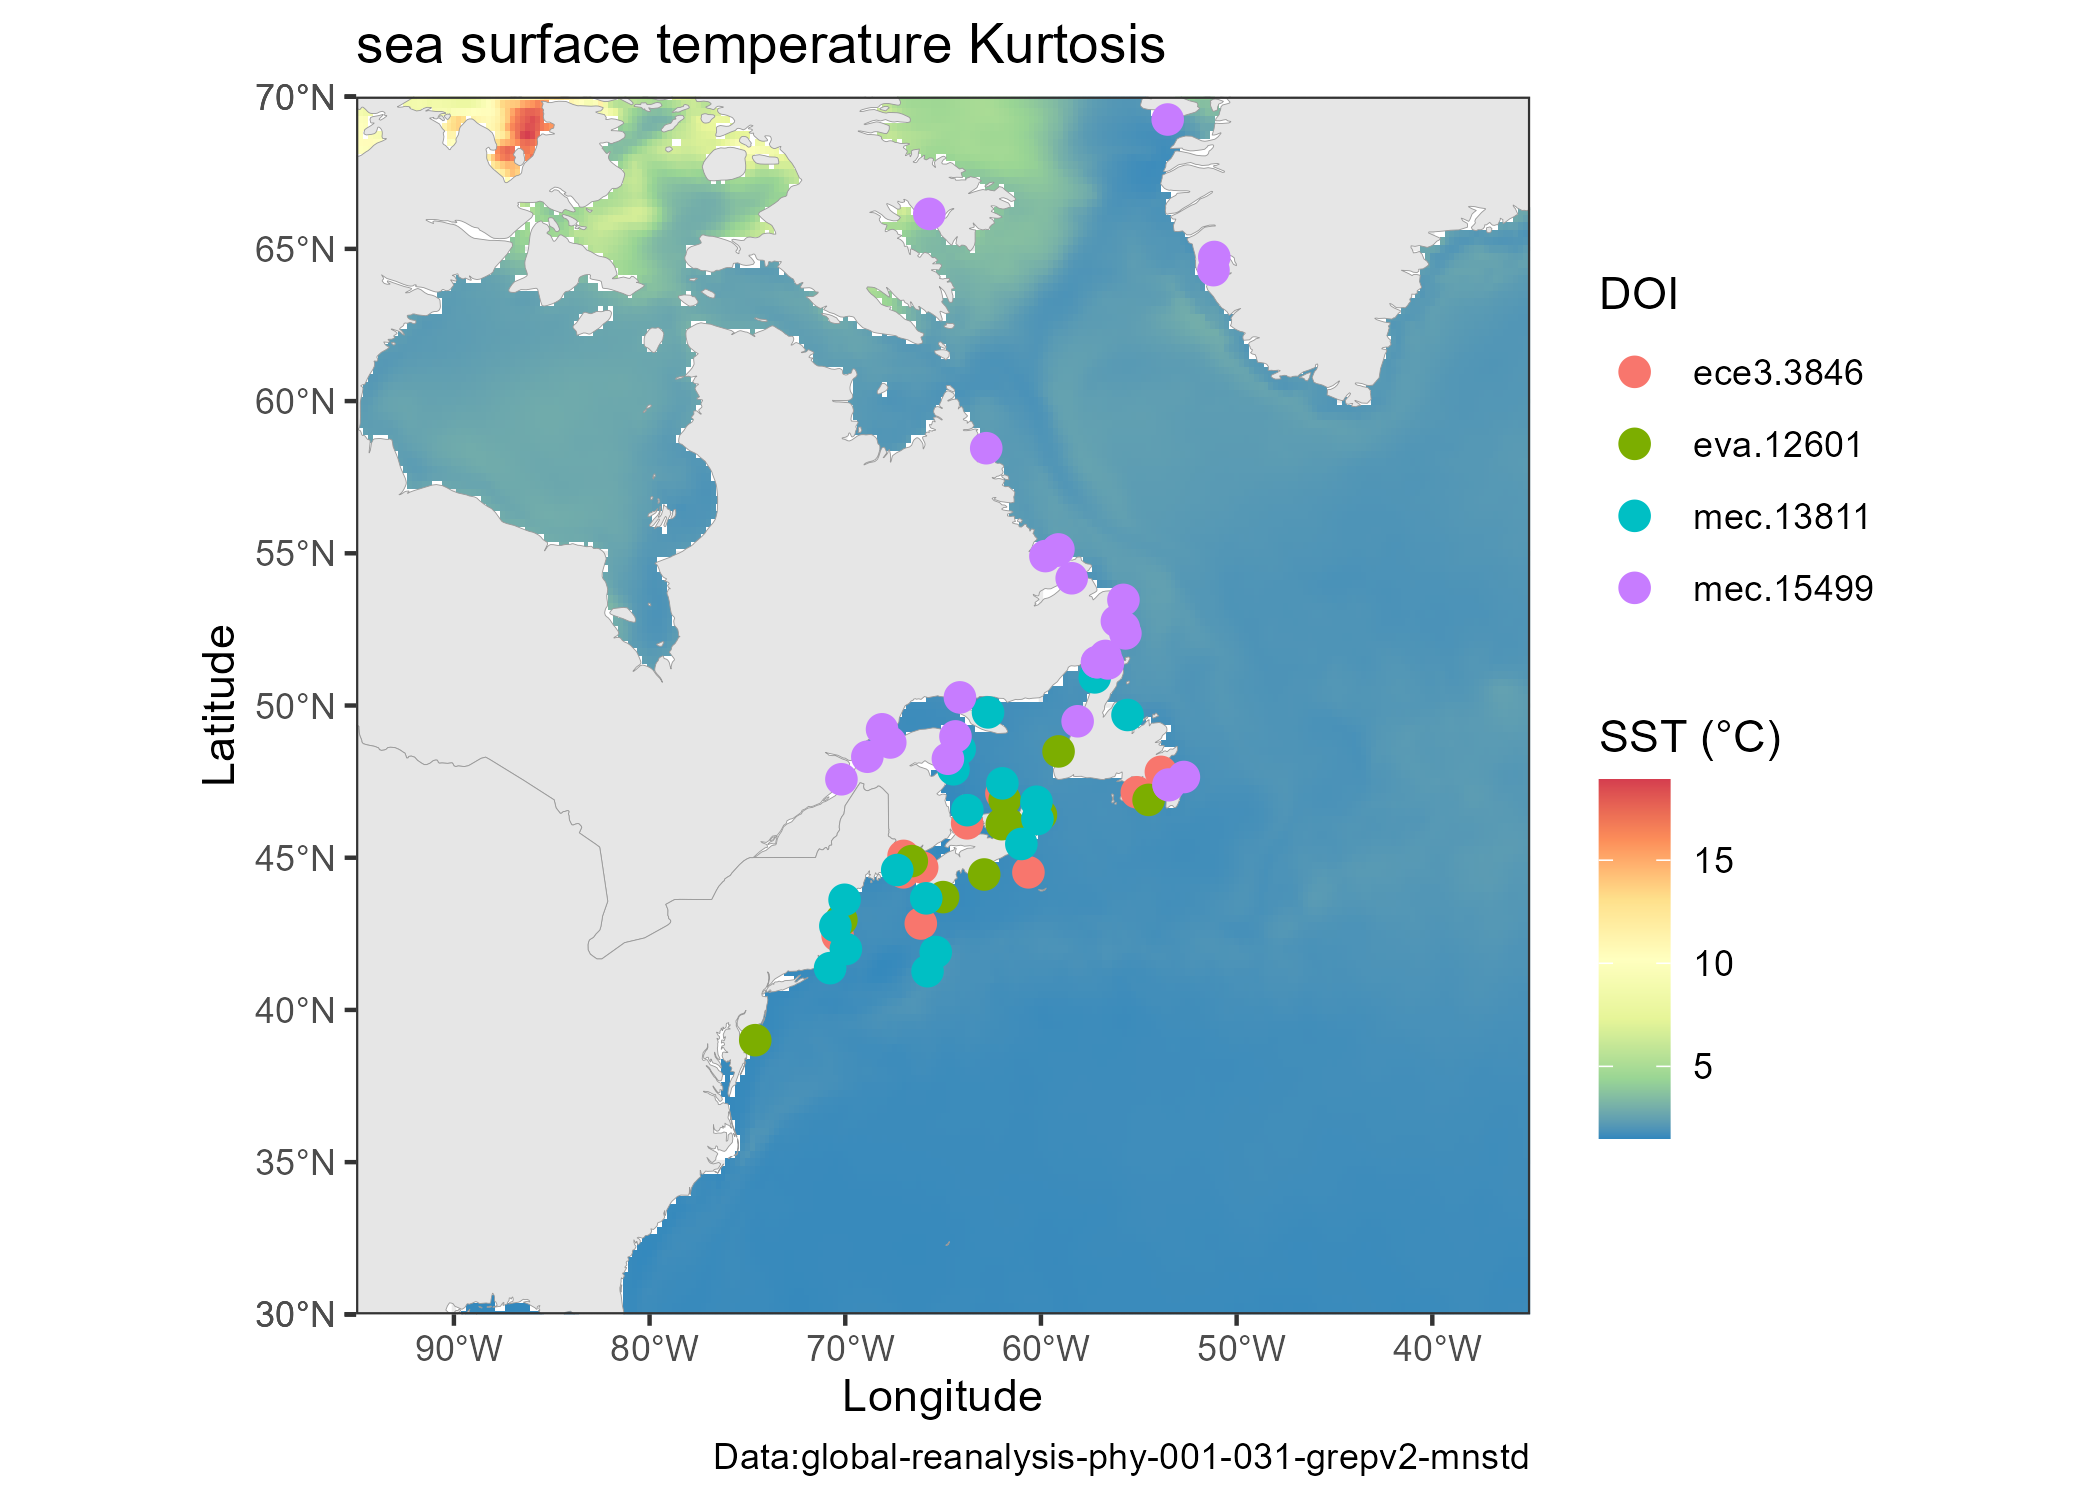 sea surface temperature Kurtosis
70°N
65°N
60°N
55°N
50°N
45°N
40°N
35°N
30°N
Latitude
90°W
80°W
70°W
60°W
50°W
40°W
Longitude
Data:global-reanalysis-phy-001-031-grepv2-mnstd
DOI
ece3.3846
eva.12601
mec.13811
mec.15499
SST (°C)
15
10
5